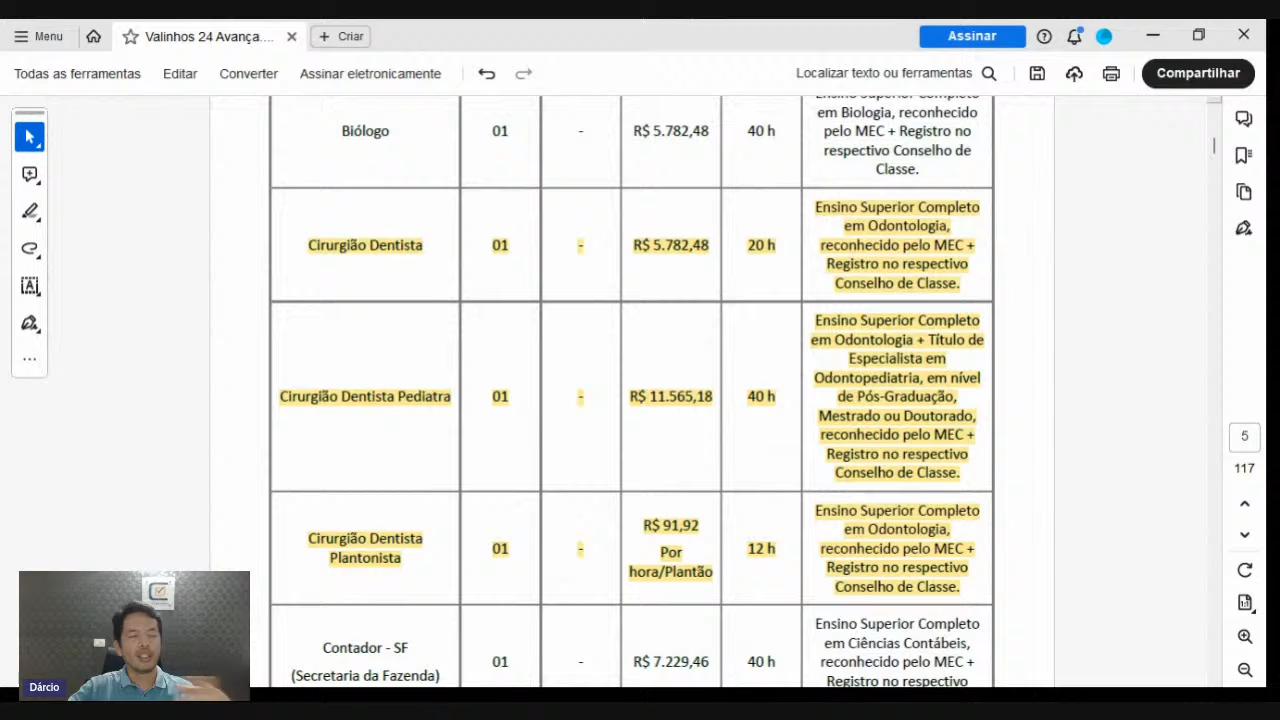 Menu
Valinhos 24 Avança....
Criar
Assinar
Todas as ferramentas
Editar
Converter
Assinar eletronicamente
Localizar texto ou ferramentas
Compartilhar
Biólogo
01
-
R$ 5.782,48
40 h
Ensino Superior Completo
em Biologia, reconhecido
pelo MEC + Registro no
respectivo Conselho de
Classe.
Cirurgião Dentista
01
-
R$ 5.782,48
20 h
Ensino Superior Completo
em Odontologia,
reconhecido pelo MEC +
Registro no respectivo
Conselho de Classe.
Cirurgião Dentista Pediatra
01
-
R$ 11.565,18
40 h
Ensino Superior Completo
em Odontologia + Título de
Especialista em
Odontopediatria, em nível
de Pós-Graduação,
Mestrado ou Doutorado,
reconhecido pelo MEC +
Registro no respectivo
Conselho de Classe.
Cirurgião Dentista
Plantonista
01
-
R$ 91,92
Por
hora/Plantão
12 h
Ensino Superior Completo
em Odontologia,
reconhecido pelo MEC +
Registro no respectivo
Conselho de Classe.
Contador - SF
(Secretaria da Fazenda)
01
-
R$ 7.229,46
40 h
Ensino Superior Completo
em Ciências Contábeis,
reconhecido pelo MEC +
Registro no respectivo
5
117
Dárcio